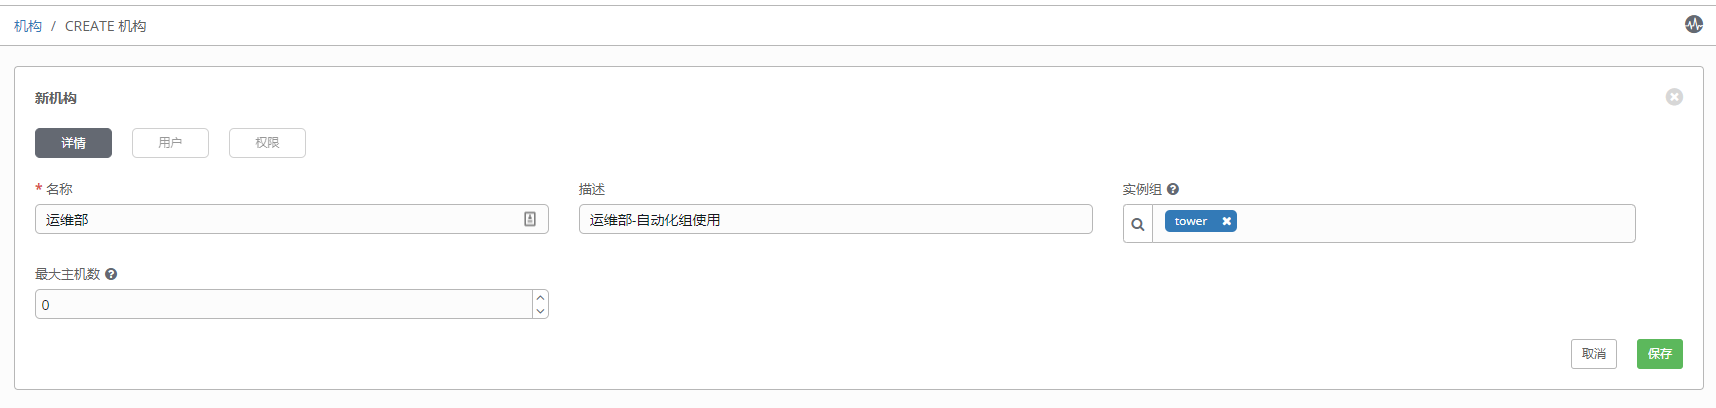 机构 / CREATE 机构
新机构
详情 用户 权限
* 名称 描述 实例组
运维部 运维部-自动化组使用 tower
最大主机数
0
取消 保存